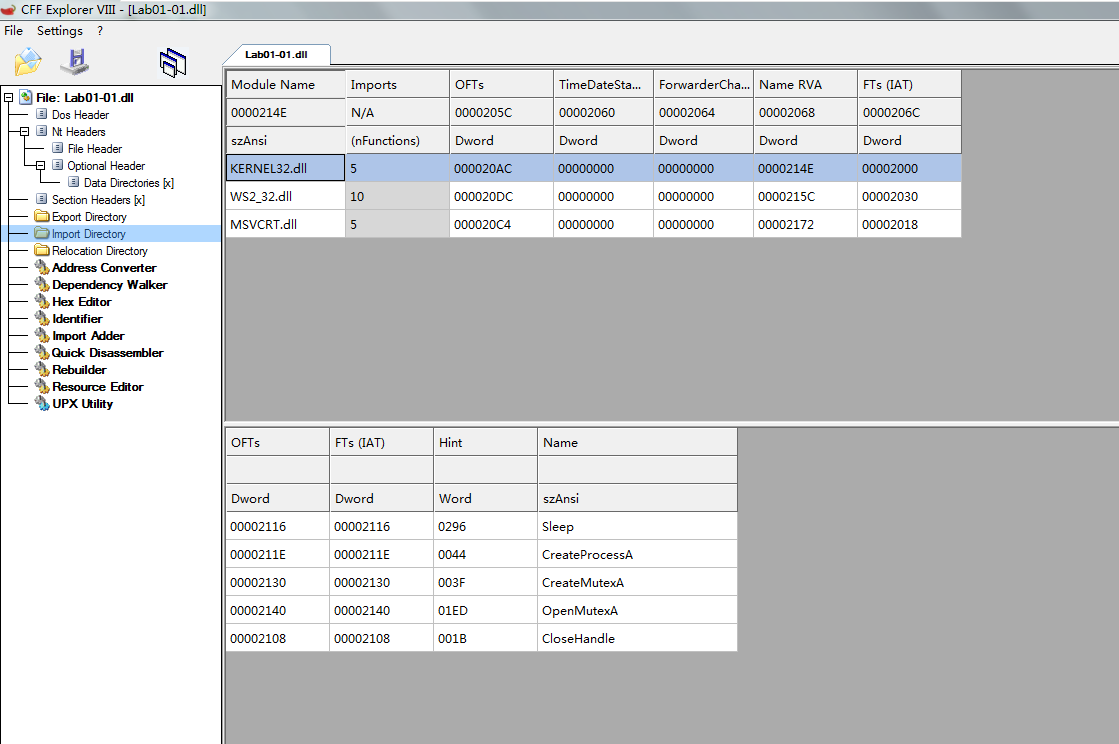 CFF Explorer VIII - [Lab01-01.dll]
File Settings ?
File: Lab01-01.dll
Dos Header
Nt Headers
File Header
Optional Header
Data Directories [x]
Section Headers [x]
Export Directory
Import Directory
Relocation Directory
Address Converter
Dependency Walker
Hex Editor
Identifier
Import Adder
Quick Disassembler
Rebuilder
Resource Editor
UPX Utility
Lab01-01.dll
Module Name Imports OFTs TimeDateSta... ForwarderCha... Name RVA FTs (IAT)
0000214E N/A 0000205C 00002060 00002064 00002068 0000206C
szAnsi (nFunctions) Dword Dword Dword Dword Dword
KERNEL32.dll 5 000020AC 00000000 00000000 0000214E 00002000
WS2_32.dll 10 000020DC 00000000 00000000 0000215C 00002030
MSVCRT.dll 5 000020C4 00000000 00000000 00002172 00002018
OFTs FTs (IAT) Hint Name
Dword Dword Word szAnsi
00002116 00002116 0296 Sleep
0000211E 0000211E 0044 CreateProcessA
00002130 00002130 003F CreateMutexA
00002140 00002140 01ED OpenMutexA
00002108 00002108 001B CloseHandle